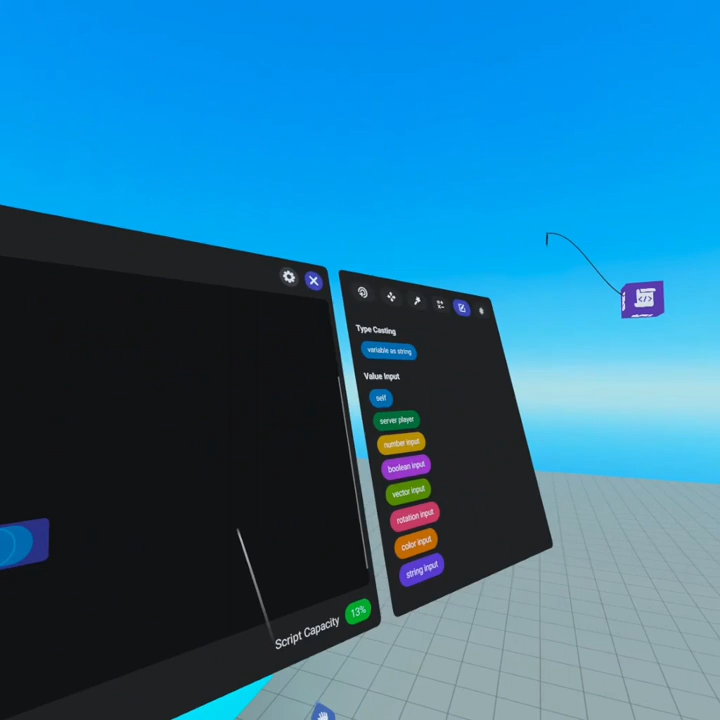 Type Casting
variable as string
Value Input
self
server player
number input
boolean input
vector input
rotation input
color input
string input
Script Capacity 13%